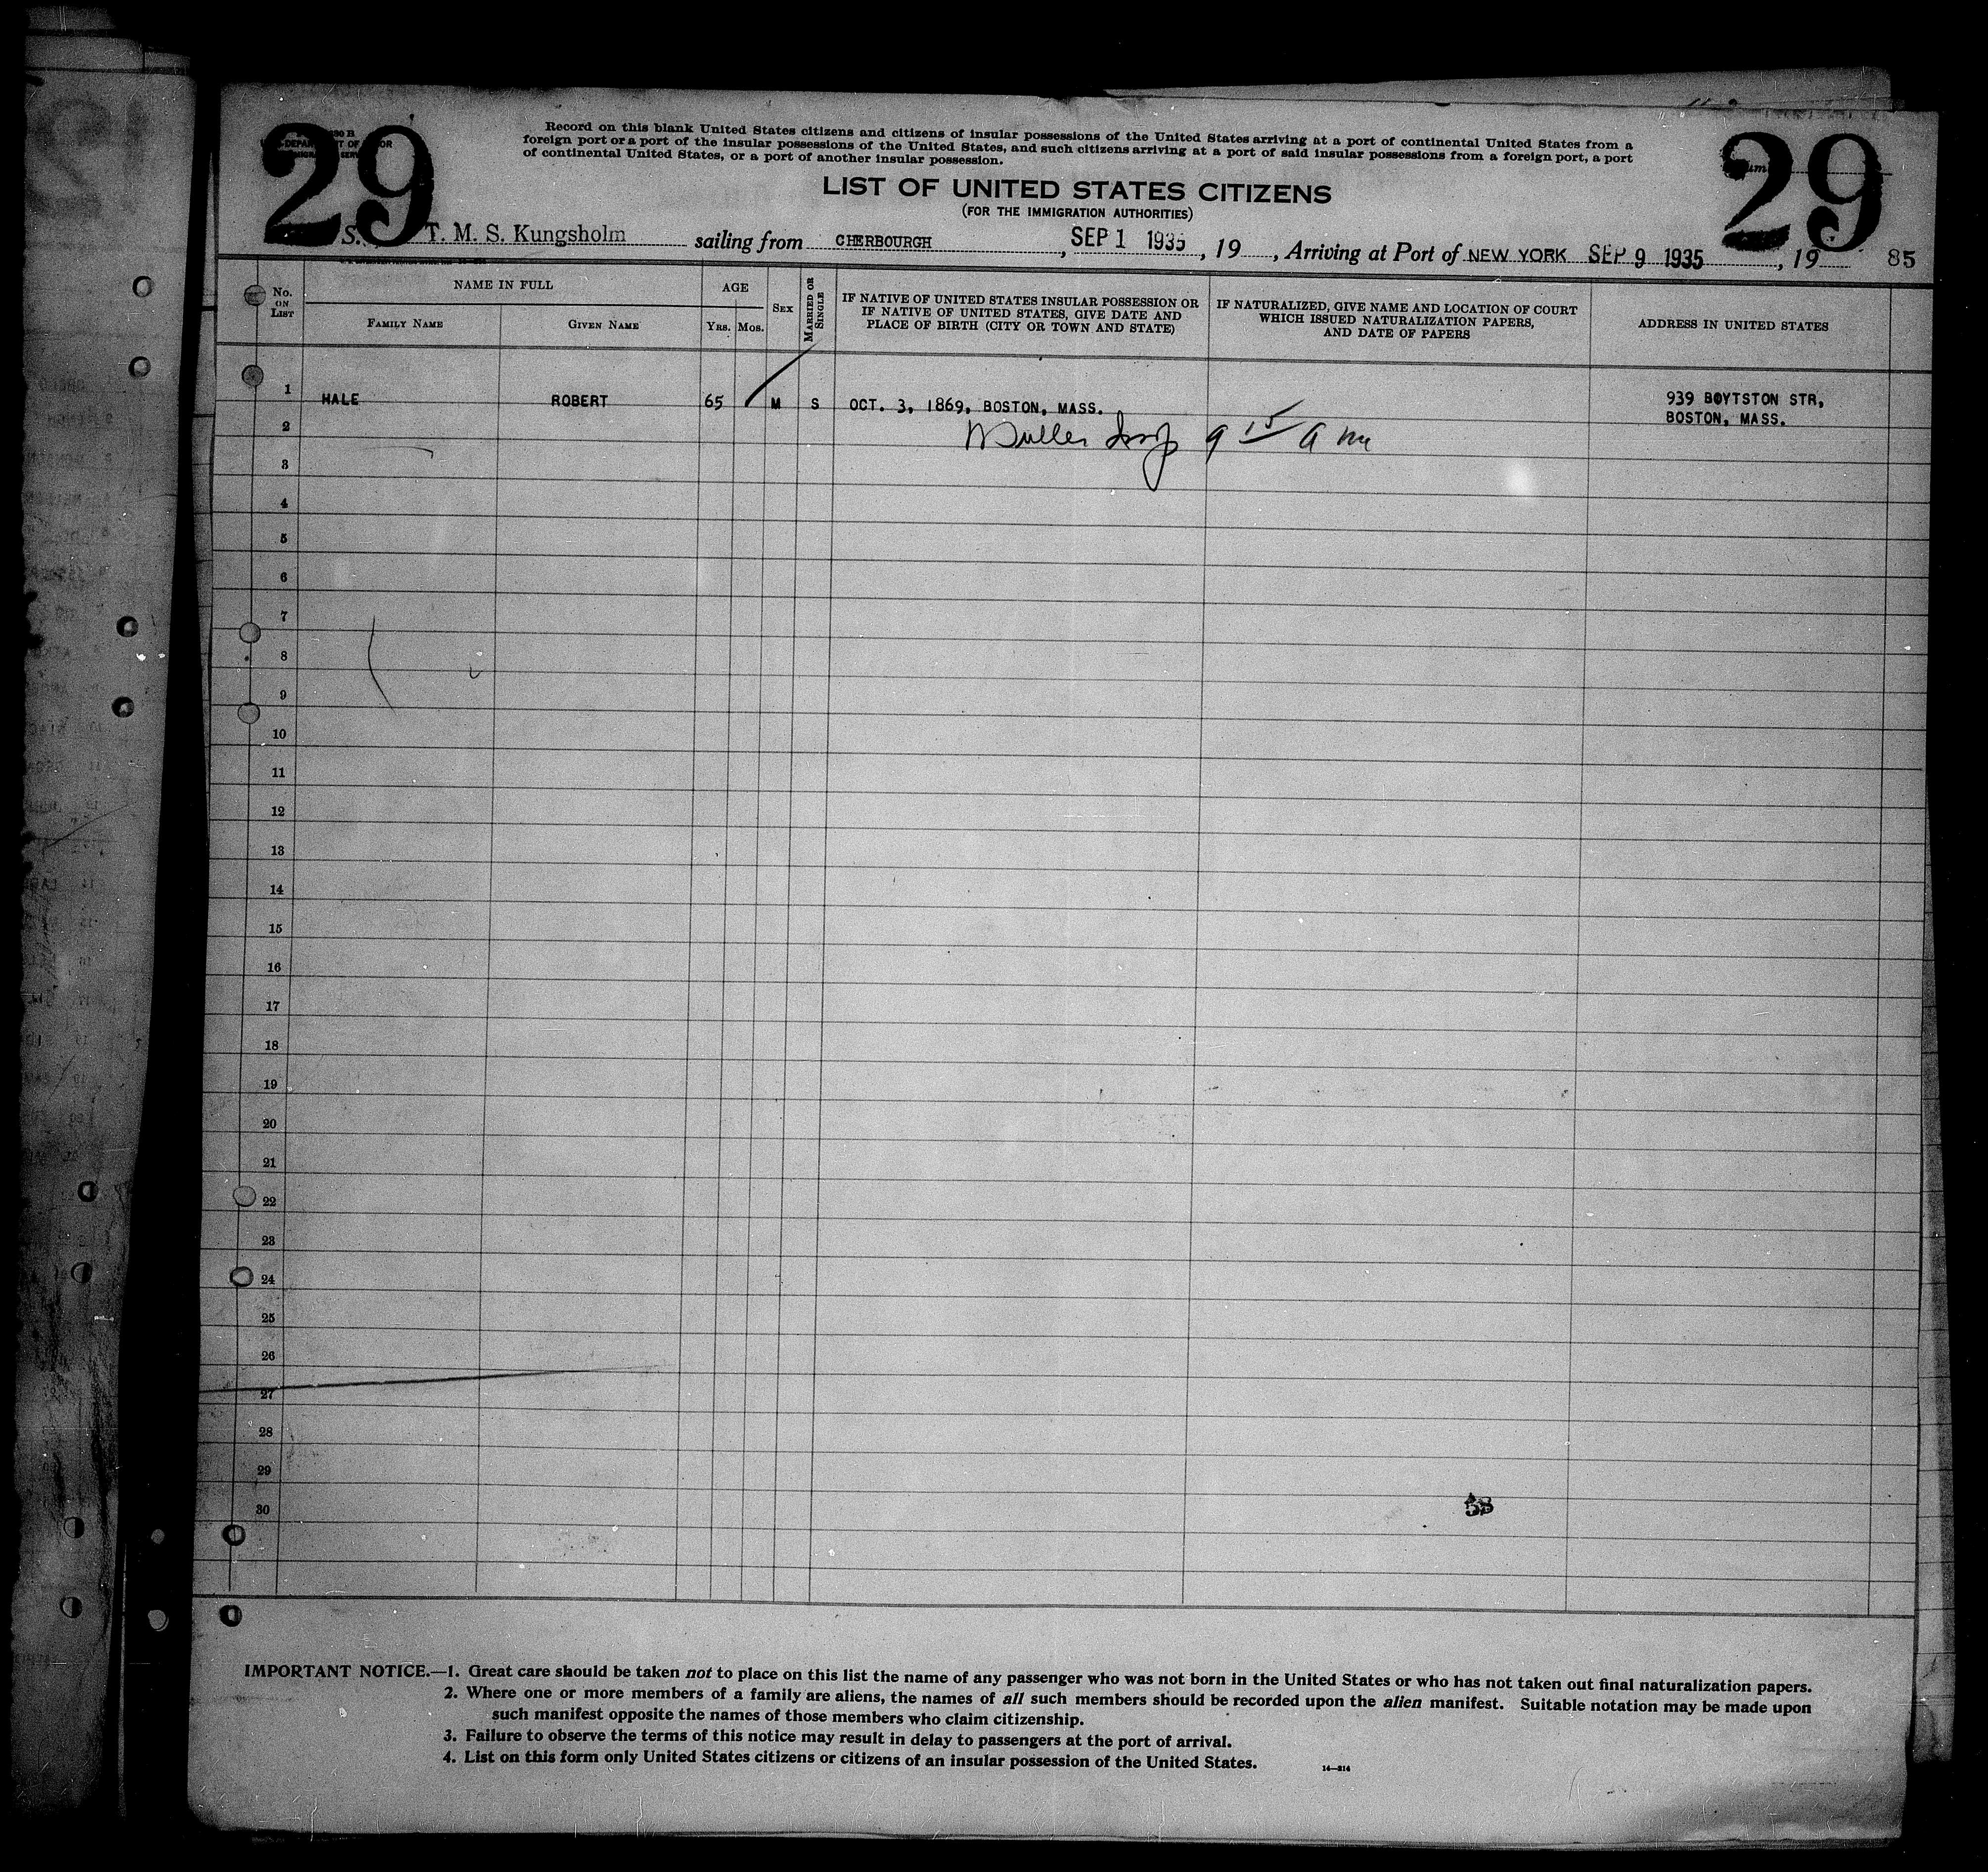 29
29
Record on this blank United States citizens and citizens of insular possessions of the United States arriving at a port of continental United States from a
foreign port or a port of the insular possessions of the United States, and such citizens arriving at a port of said insular possessions from a foreign port, a port
of continental United States, or a port of another insular possession.
LIST OF UNITED STATES CITIZENS
(FOR THE IMMIGRATION AUTHORITIES)
S. T. M. S. Kungsholm sailing from CHERBOURGH, SEP 1 1935, 19, Arriving at Port of NEW YORK SEP 9 1935, 19 85
No. ON LIST
NAME IN FULL
FAMILY NAME
GIVEN NAME
AGE
YRS.
MOS.
SEX
MARRIED OR SINGLE
IF NATIVE OF UNITED STATES INSULAR POSSESSION OR
IF NATIVE OF UNITED STATES, GIVE DATE AND
PLACE OF BIRTH (CITY OR TOWN AND STATE)
IF NATURALIZED, GIVE NAME AND LOCATION OF COURT
WHICH ISSUED NATURALIZATION PAPERS,
AND DATE OF PAPERS
ADDRESS IN UNITED STATES
1 HALE ROBERT 65 M S OCT. 3, 1869, BOSTON, MASS. 939 BOYTSTON STR,
BOSTON, MASS.
2 Muller Insp 9 15 a m
3
4
5
6
7
8
9
10
11
12
13
14
15
16
17
18
19
20
21
22
23
24
25
26
27
28
29
30
IMPORTANT NOTICE.—1. Great care should be taken not to place on this list the name of any passenger who was not born in the United States or who has not taken out final naturalization papers.
2. Where one or more members of a family are aliens, the names of all such members should be recorded upon the alien manifest. Suitable notation may be made upon
such manifest opposite the names of those members who claim citizenship.
3. Failure to observe the terms of this notice may result in delay to passengers at the port of arrival.
4. List on this form only United States citizens or citizens of an insular possession of the United States.
14—214